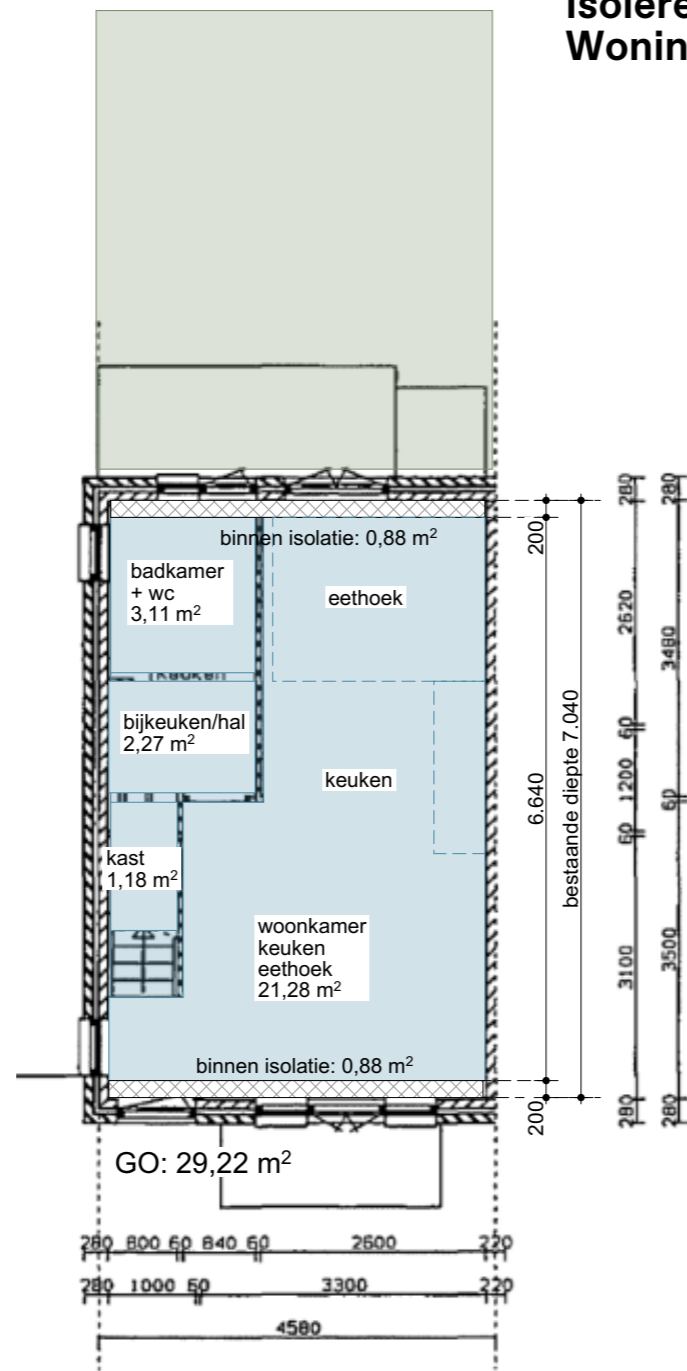 Isolere
Wonin
binnen isolatie: 0,88 m²
badkamer
+ wc
3,11 m²
eethoek
keuken
bijkeuken/hal
2,27 m²
keuken
kast
1,18 m²
woonkamer
keuken
eethoek
21,28 m²
binnen isolatie: 0,88 m²
GO: 29,22 m²
200
6.640
200
bestaande diepte 7.040
280
2620
60
1200
60
3100
280
280
3480
60
3500
280
280 800 60 840 60 2600 220
280 1000 60 3300 220
4580